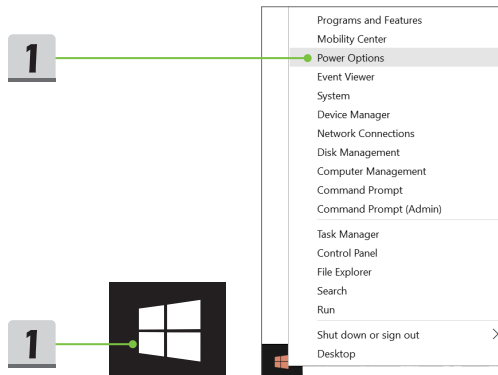 Programs and Features
Mobility Center
1
Power Options
Event Viewer
System
Device Manager
Network Connections
Disk Management
Computer Management
Command Prompt
Command Prompt (Admin)
Task Manager
Control Panel
File Explorer
Search
Run
1
Shut down or sign out
Desktop